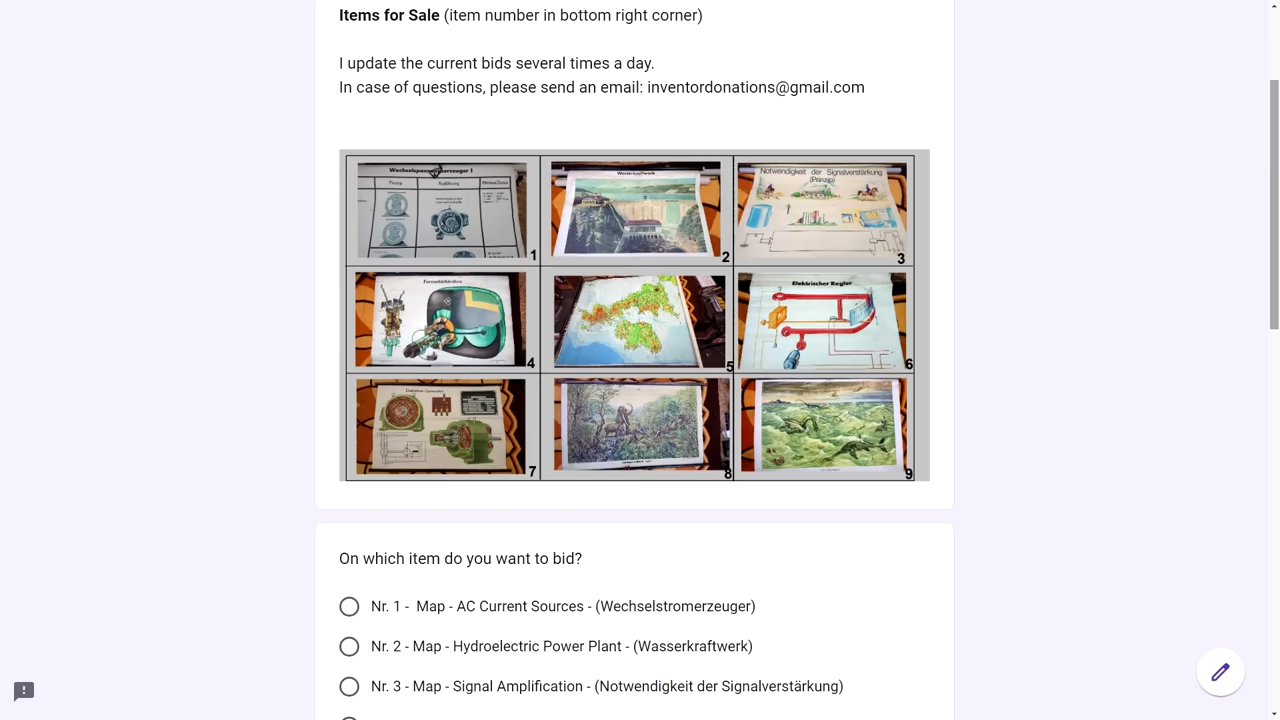 Items for Sale (item number in bottom right corner)
I update the current bids several times a day.
In case of questions, please send an email: inventordonations@gmail.com
1
2
Notwendigkeit der Signalverstärkung
(Prinzip)
3
4
5
Elektrischer Regler
6
7
8
9
On which item do you want to bid?
Nr. 1 -  Map - AC Current Sources - (Wechselstromerzeuger)
Nr. 2 - Map - Hydroelectric Power Plant - (Wasserkraftwerk)
Nr. 3 - Map - Signal Amplification - (Notwendigkeit der Signalverstärkung)